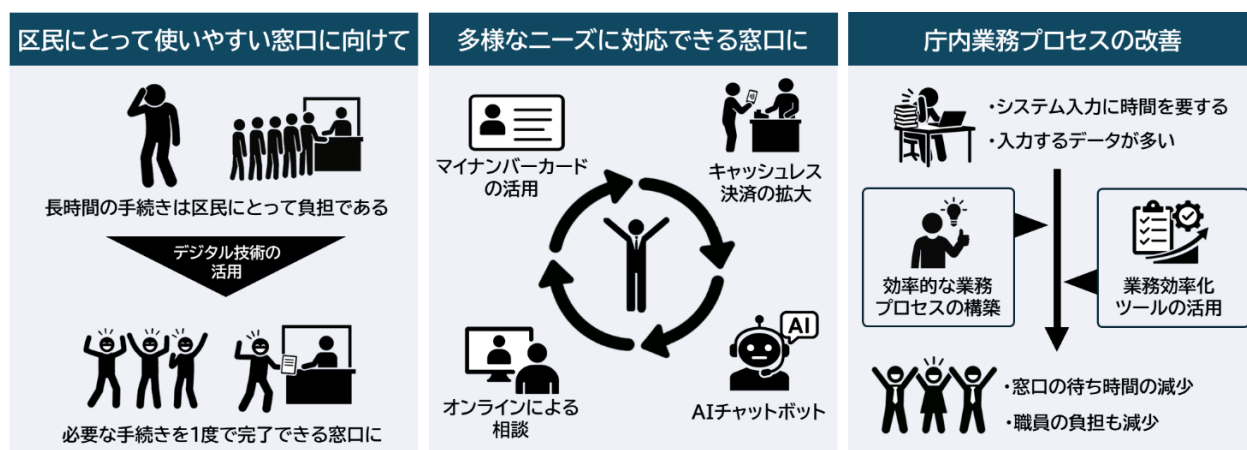 区民にとって使いやすい窓口に向けて
長時間の手続きは区民にとって負担である
デジタル技術の
活用
必要な手続きを1度で完了できる窓口に
多様なニーズに対応できる窓口に
マイナンバーカード
の活用
キャッシュレス
決済の拡大
オンラインによる
相談
AI
AIチャットボット
庁内業務プロセスの改善
・システム入力に時間を要する
・入力するデータが多い
効率的な業務
プロセスの構築
業務効率化
ツールの活用
・窓口の待ち時間の減少
・職員の負担も減少